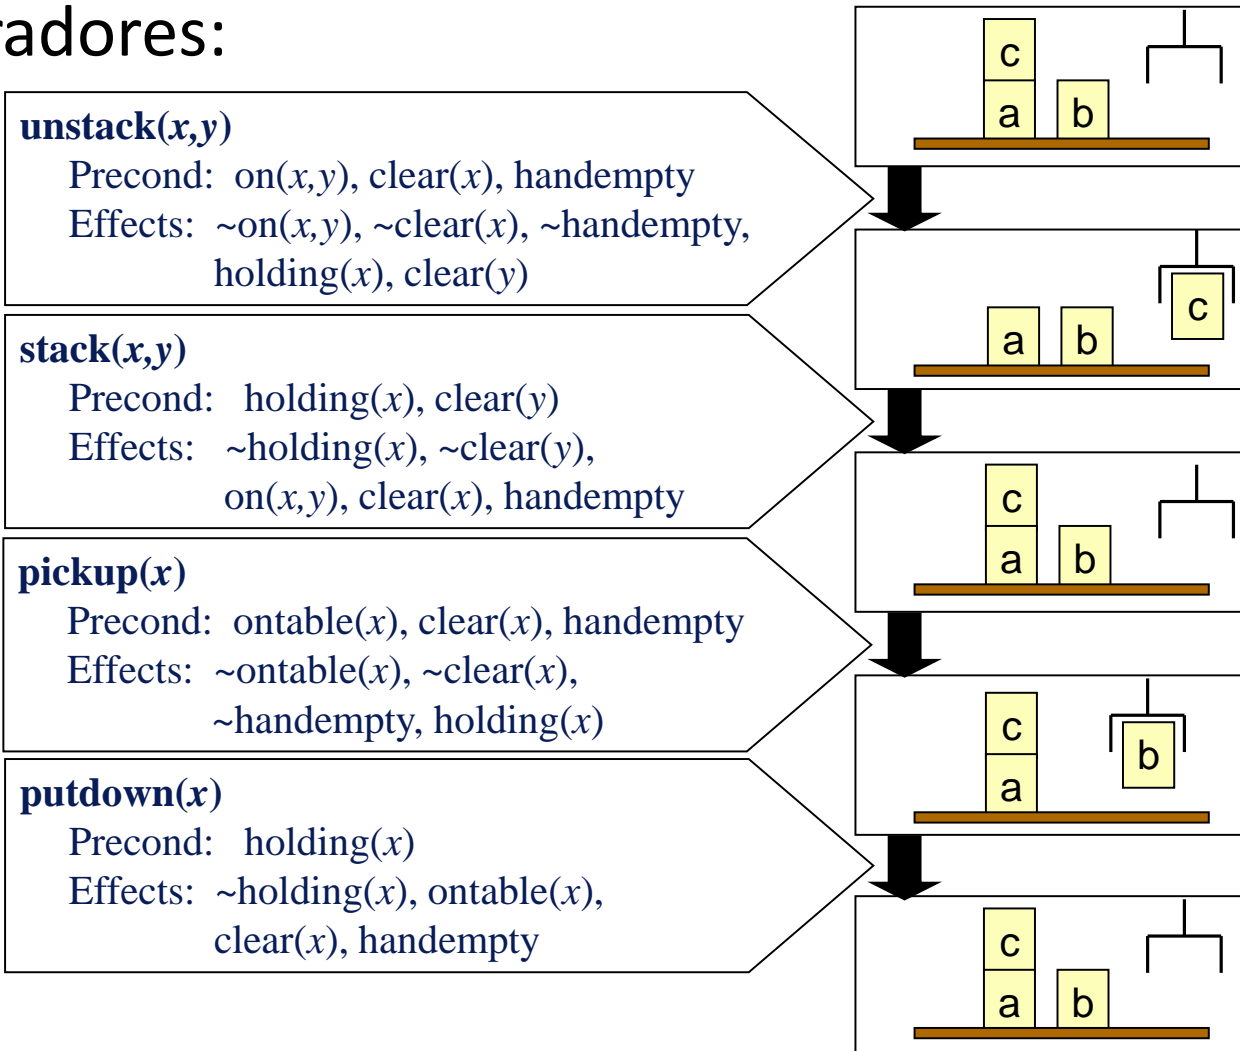 adores:
unstack(x,y)
Precond: on(x,y), clear(x), handempty
Effects: ~on(x,y), ~clear(x), ~handempty,
holding(x), clear(y)
stack(x,y)
Precond: holding(x), clear(y)
Effects: ~holding(x), ~clear(y),
on(x,y), clear(x), handempty
pickup(x)
Precond: ontable(x), clear(x), handempty
Effects: ~ontable(x), ~clear(x),
~handempty, holding(x)
putdown(x)
Precond: holding(x)
Effects: ~holding(x), ontable(x),
clear(x), handempty
c
a b
c
a b
c
a b
c
b
a
c
a b